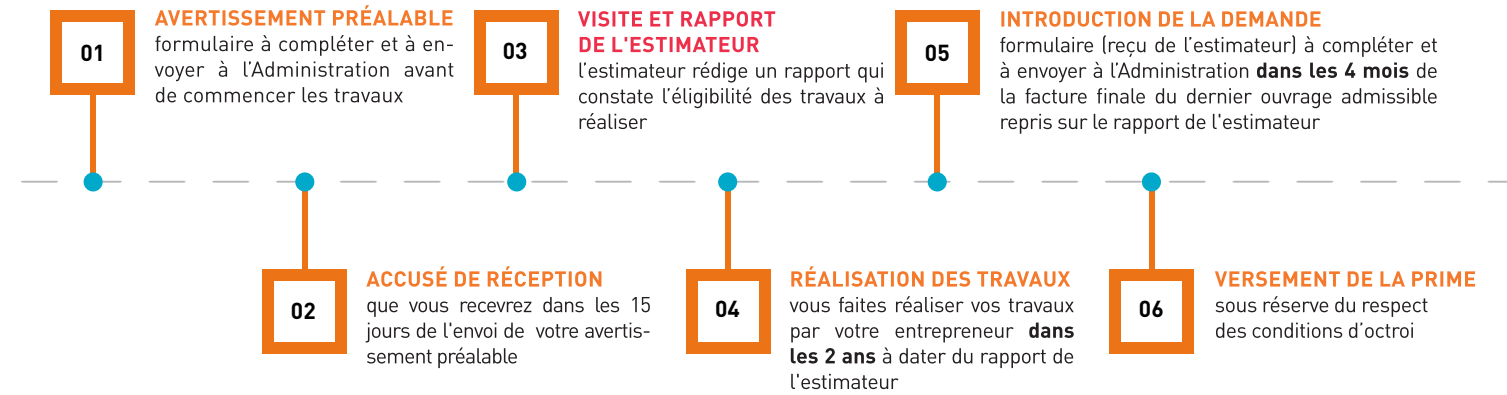 01
AVERTISSEMENT PRÉALABLE
formulaire à compléter et à en-
voyer à l'Administration avant
de commencer les travaux
02
ACCUSÉ DE RÉCEPTION
que vous recevrez dans les 15
jours de l'envoi de votre avertis-
sement préalable
03
VISITE ET RAPPORT
DE L'ESTIMATEUR
l'estimateur rédige un rapport qui
constate l'éligibilité des travaux à
réaliser
04
RÉALISATION DES TRAVAUX
vous faites réaliser vos travaux
par votre entrepreneur dans
les 2 ans à dater du rapport de
l'estimateur
05
INTRODUCTION DE LA DEMANDE
formulaire (reçu de l'estimateur) à compléter et
à envoyer à l'Administration dans les 4 mois de
la facture finale du dernier ouvrage admissible
repris sur le rapport de l'estimateur
06
VERSEMENT DE LA PRIME
sous réserve du respect
des conditions d'octroi